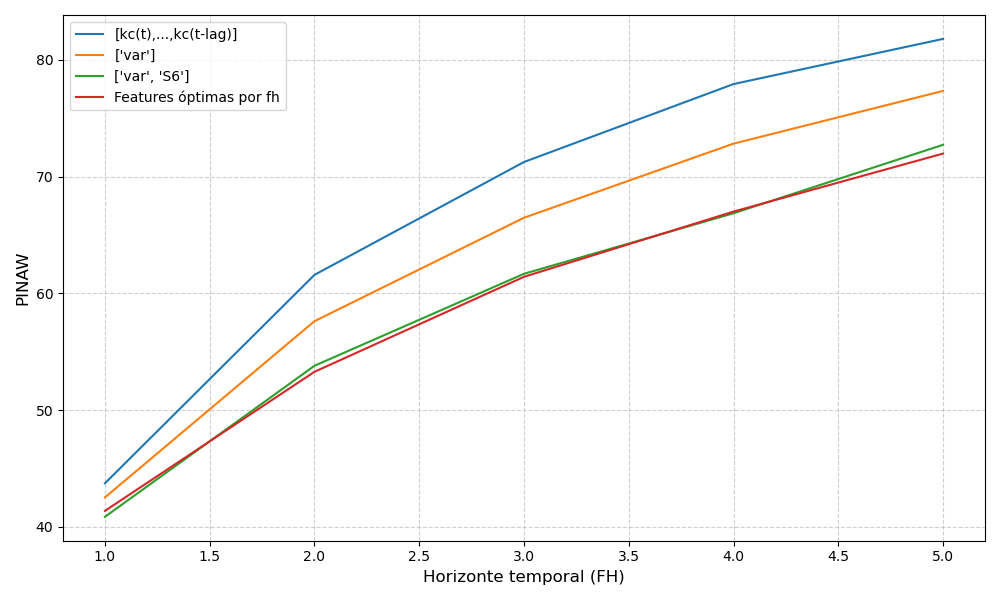 [kc(t),...,kc(t-lag)]
['var']
['var', 'S6']
Features óptimas por fh
80
70
60
50
40
PINAW
1.0 1.5 2.0 2.5 3.0 3.5 4.0 4.5 5.0
Horizonte temporal (FH)